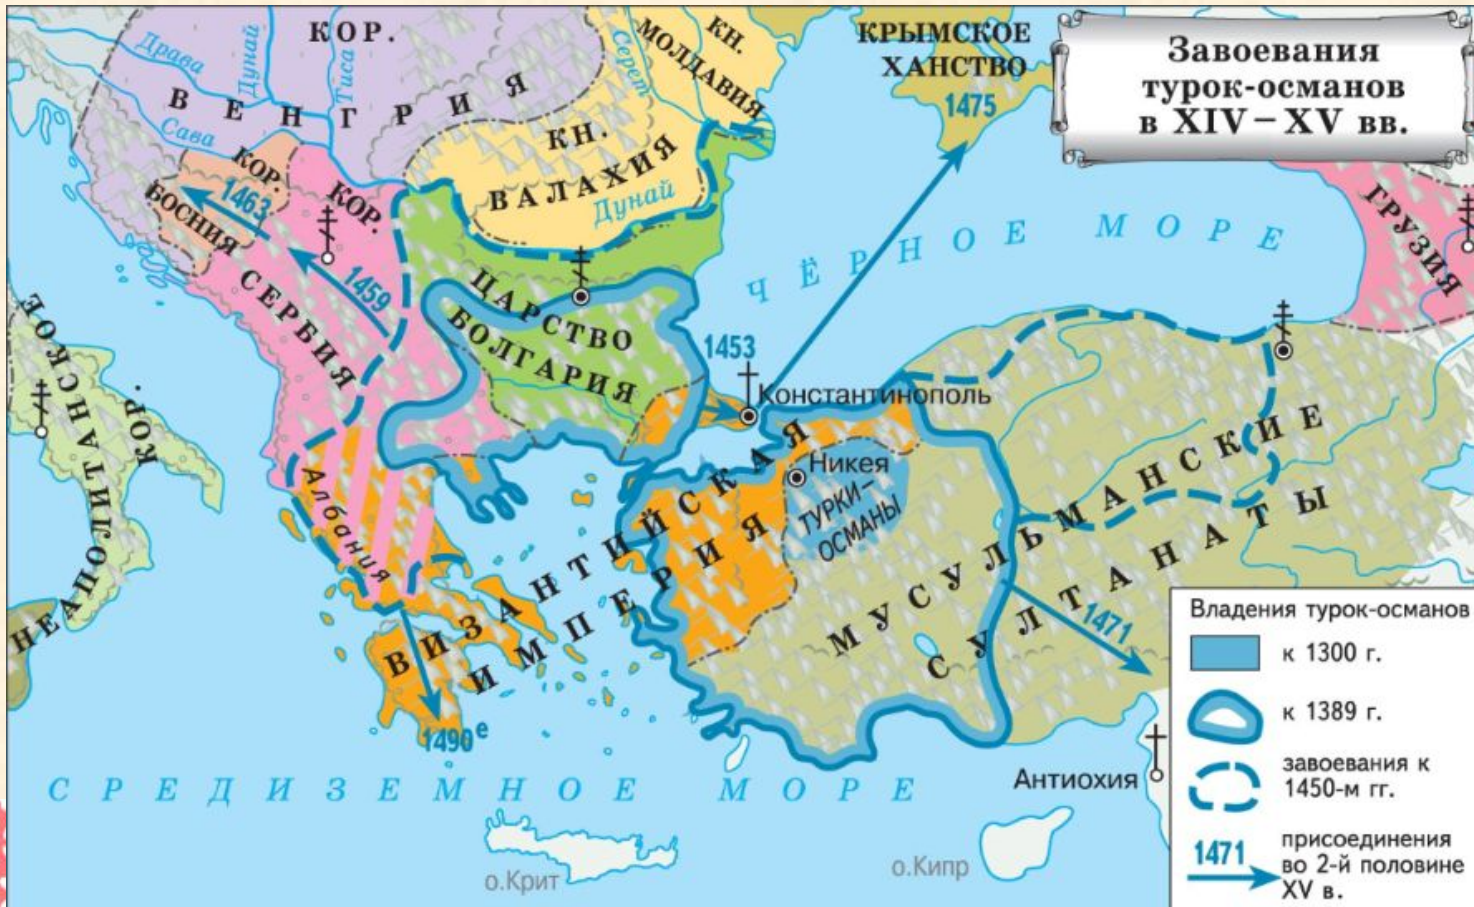 Завоевания
турок-османов
в XIV – XV вв.
КОР.
ВЕНГРИЯ
Драва
Дунай
Тиса
Сава
Серет
КН.
МОЛДАВИЯ
КРЫМСКОЕ
ХАНСТВО
1475
КН.
ВАЛАХИЯ
Дунай
КОР.
БОСНИЯ
1463
КОР.
СЕРБИЯ
1459
ЦАРСТВО
БОЛГАРИЯ
ЧЁРНОЕ МОРЕ
ГРУЗИЯ
1453
Константинополь
НЕАПОЛИТАНСКОЕ
КОР.
Албания
Никея
ТУРКИ-
ОСМАНЫ
ВИЗАНТИЙСКАЯ
ИМПЕРИЯ
МУСУЛЬМАНСКИЕ
СУЛТАНАТЫ
1471
1490е
СРЕДИЗЕМНОЕ МОРЕ
Антиохия
о.Крит
о.Кипр
Владения турок-османов
к 1300 г.
к 1389 г.
завоевания к
1450-м гг.
1471
присоединения
во 2-й половине
XV в.